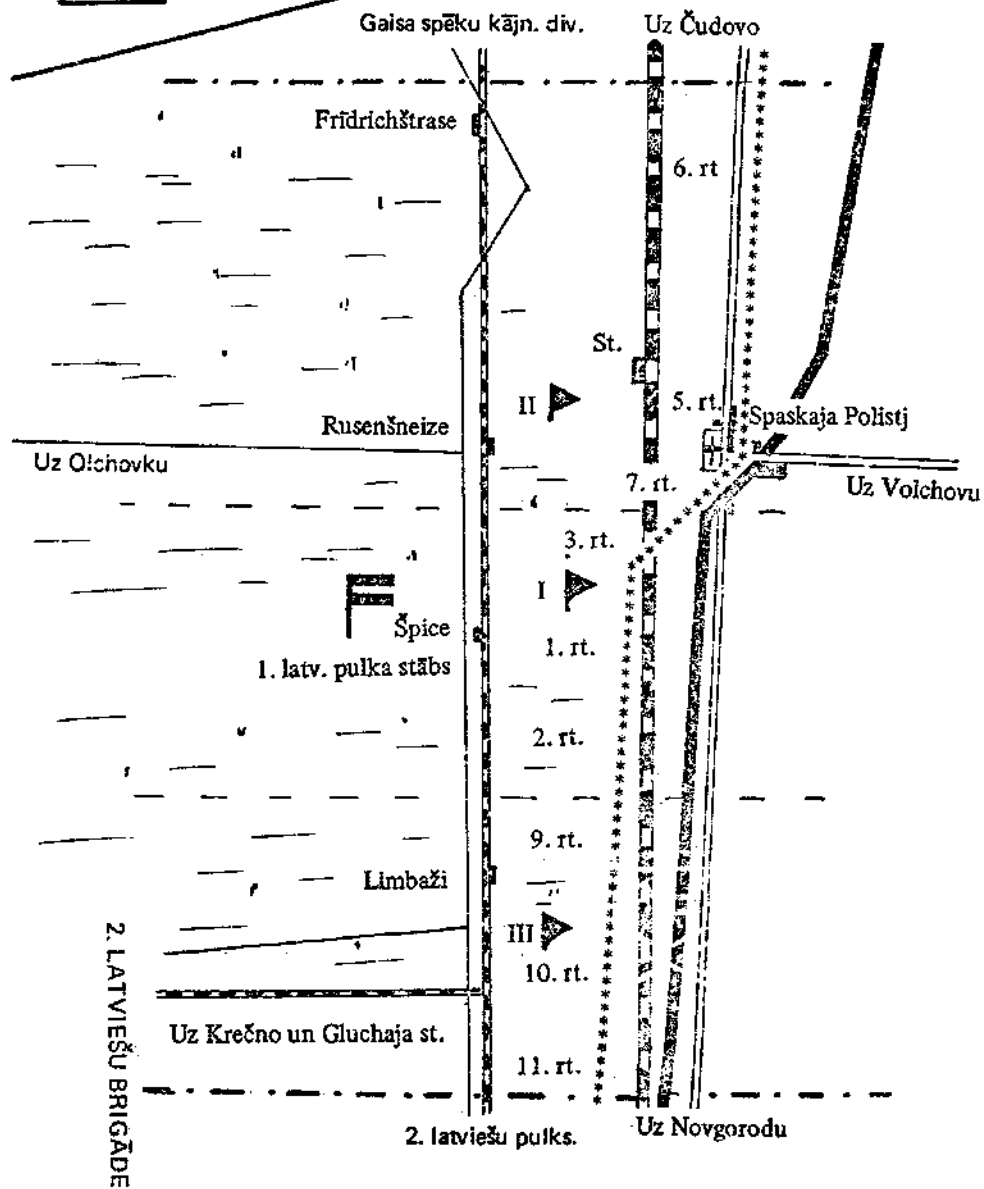 Gaisa spēku kājn. div.
Uz Čudovo
Frīdrichštrase
6. rt
St.
II
5. rt.
Spaskaja Polistj
Rusenšneize
Uz Olchovku
7. rt.
Uz Volchovu
3. rt.
I
Špice
1. rt.
1. latv. pulka stābs
2. rt.
9. rt.
Limbaži
III
10. rt.
Uz Krečno un Gluchaja st.
11. rt.
2. latviešu pulks.
Uz Novgorodu
2. LATVIEŠU BRIGĀDE